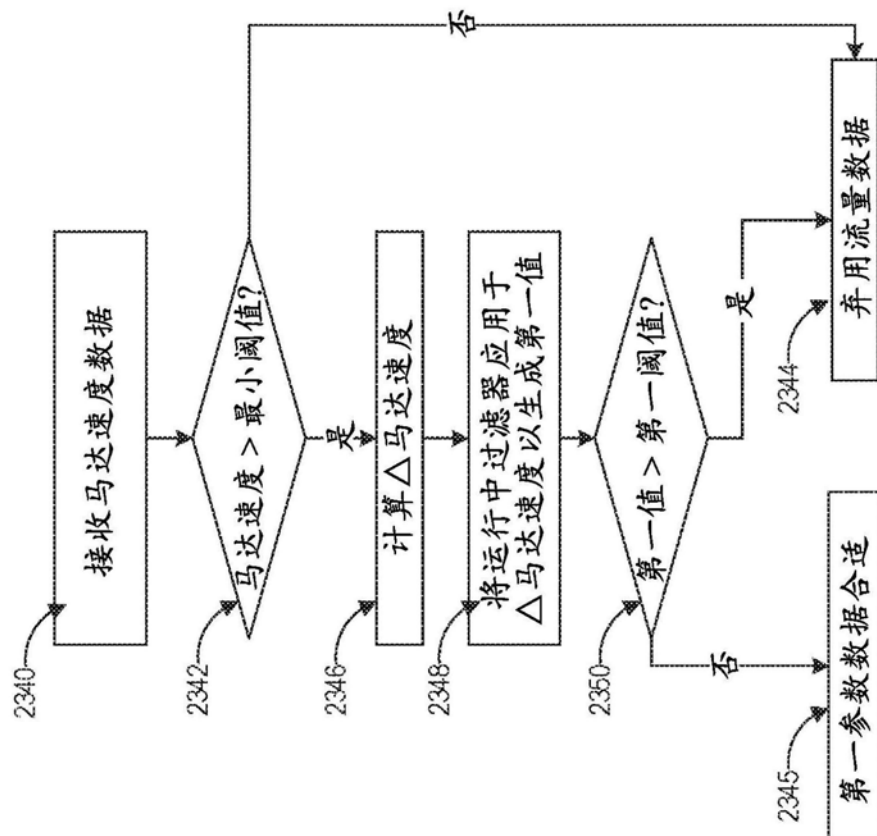 2340
接收马达速度数据
2342
马达速度 > 最小阈值?
否
是
2346
计算△马达速度
2348
将运行中过滤器应用于
△马达速度以生成第一值
2350
第一值 > 第一阈值?
否
是
2345
第一参数数据合适
2344
弃用流量数据